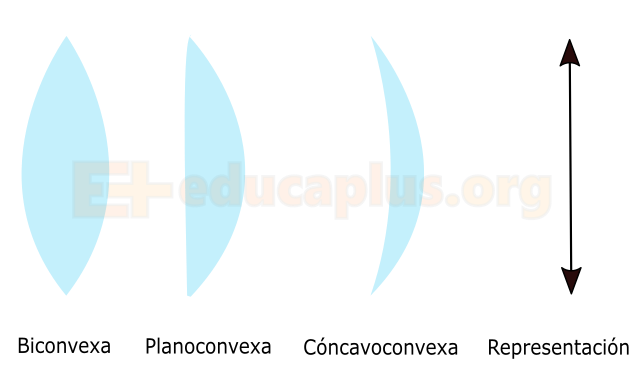 E+educaplus.org
Biconvexa Planoconvexa Cóncavoconvexa Representación